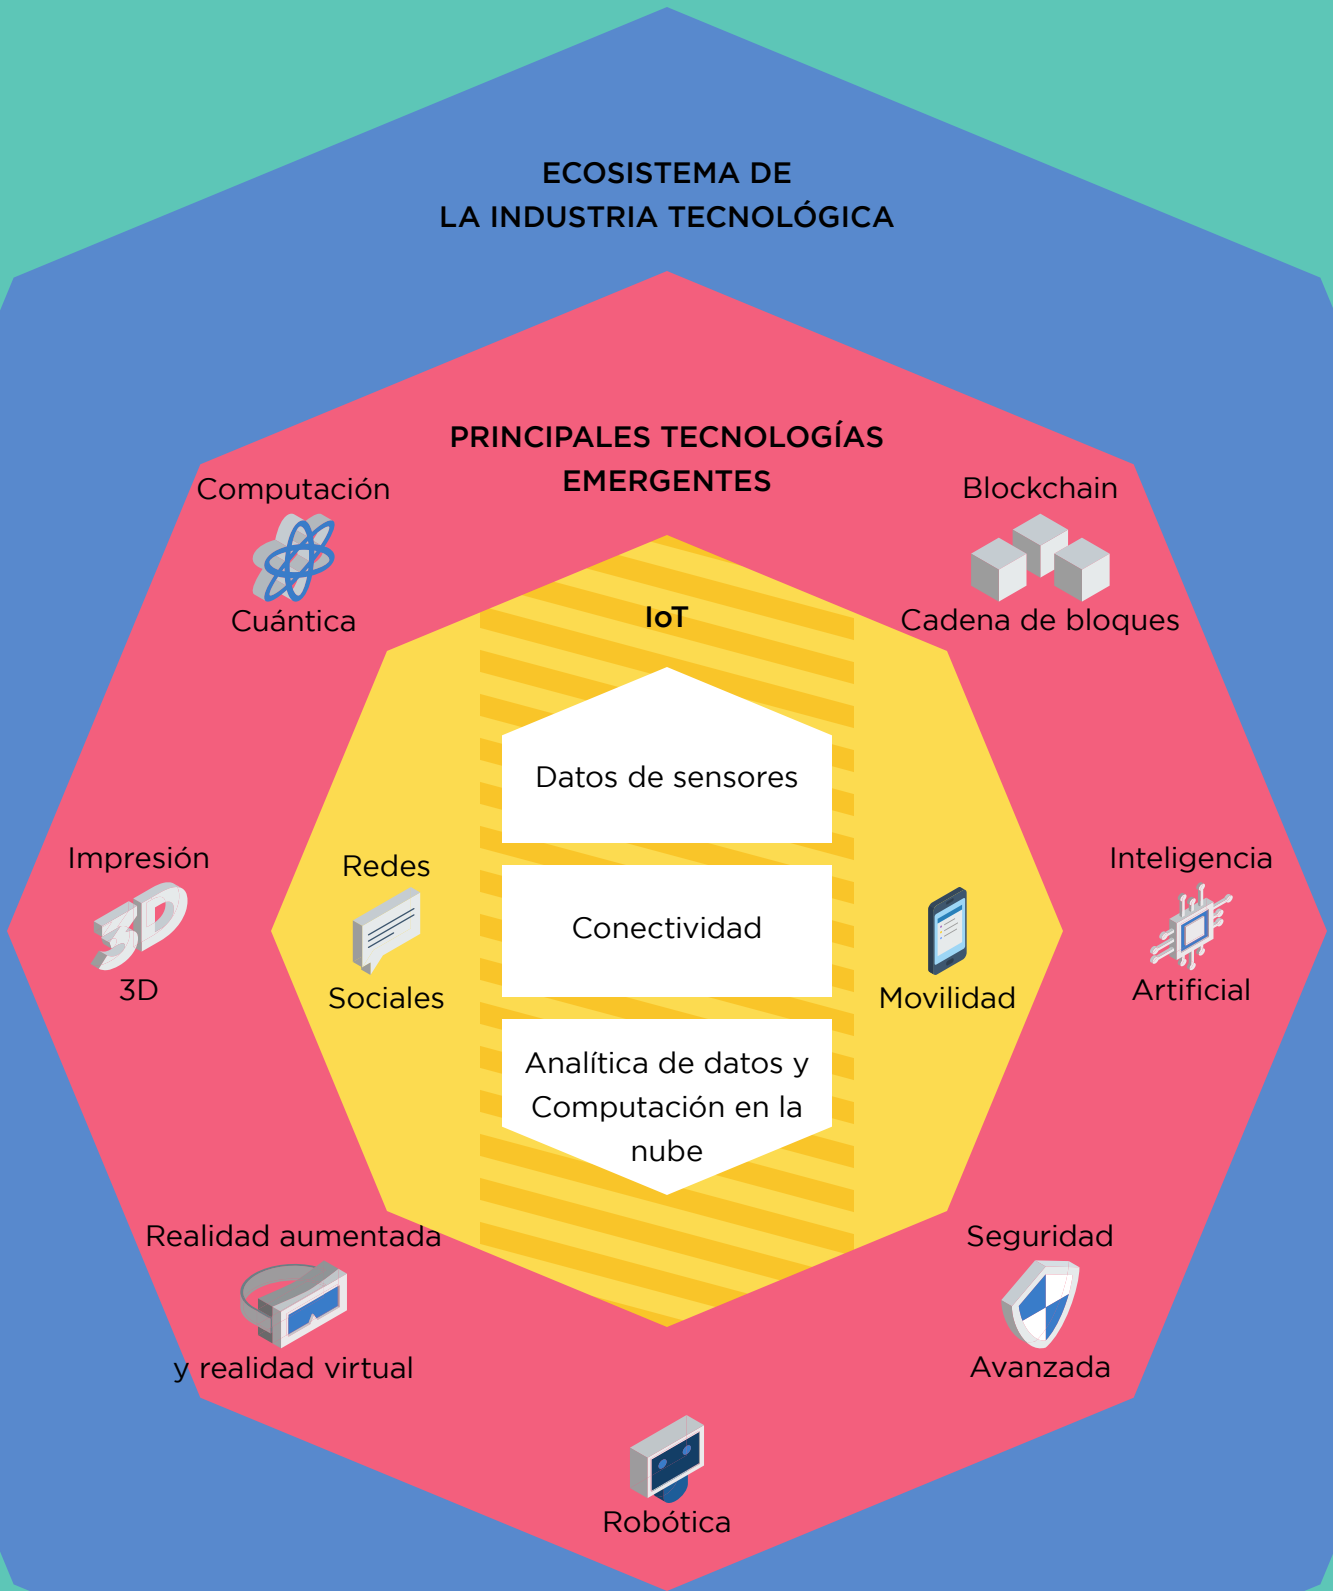 ECOSISTEMA DE
LA INDUSTRIA TECNOLÓGICA
PRINCIPALES TECNOLOGÍAS
EMERGENTES
Computación
Cuántica
Blockchain
Cadena de bloques
IoT
Datos de sensores
Conectividad
Analítica de datos y
Computación en la
nube
Impresión
3D
3D
Redes
Sociales
Movilidad
Inteligencia
Artificial
Realidad aumentada
y realidad virtual
Seguridad
Avanzada
Robótica